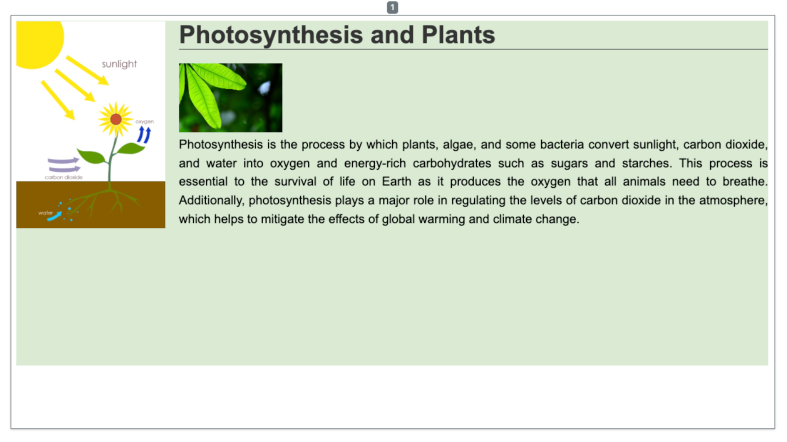 1
Photosynthesis and Plants
sunlight
oxygen
carbon dioxide
water
Photosynthesis is the process by which plants, algae, and some bacteria convert sunlight, carbon dioxide,
and water into oxygen and energy-rich carbohydrates such as sugars and starches. This process is
essential to the survival of life on Earth as it produces the oxygen that all animals need to breathe.
Additionally, photosynthesis plays a major role in regulating the levels of carbon dioxide in the atmosphere,
which helps to mitigate the effects of global warming and climate change.